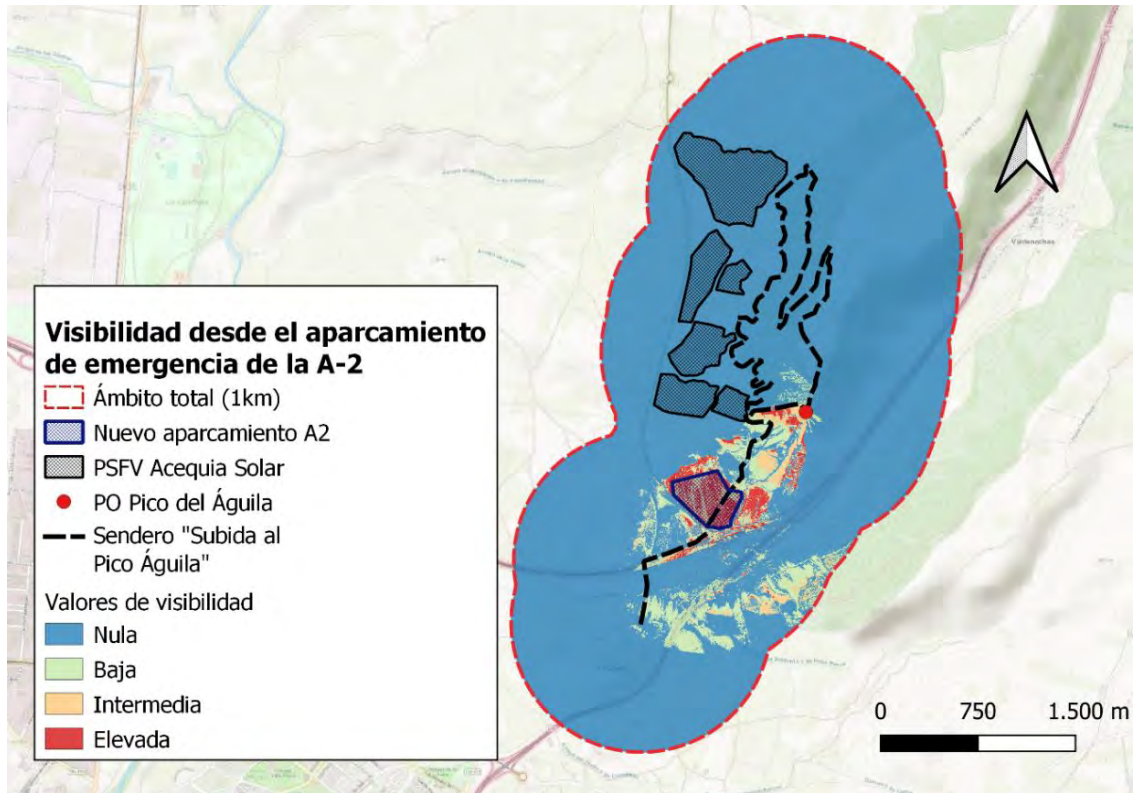 Valdenoches
Visibilidad desde el aparcamiento
de emergencia de la A-2
Ámbito total (1km)
Nuevo aparcamiento A2
PSFV Acequia Solar
PO Pico del Águila
Sendero "Subida al
Pico Águila"
Valores de visibilidad
Nula
Baja
Intermedia
Elevada
0 750 1.500 m